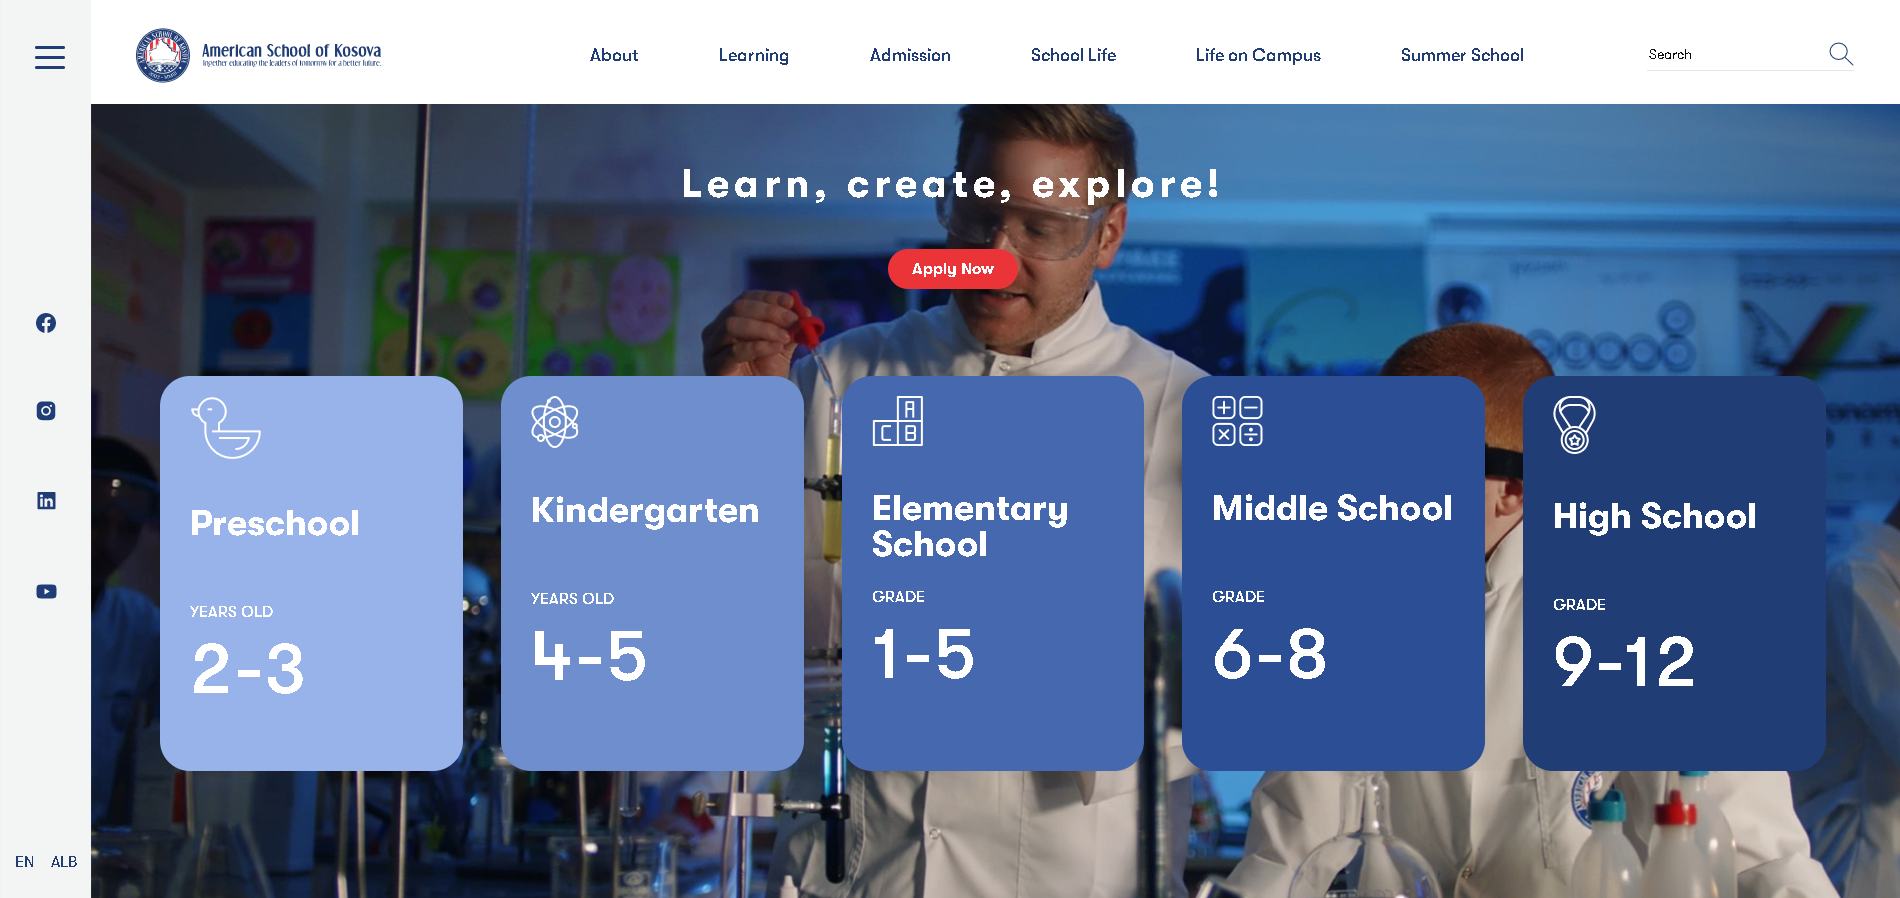 American School of Kosova
Together educating the leaders of tomorrow for a better future.
About
Learning
Admission
School Life
Life on Campus
Summer School
Search
Learn, create, explore!
Apply Now
Preschool
YEARS OLD
2-3
Kindergarten
YEARS OLD
4-5
A
C B
Elementary
School
GRADE
1-5
Middle School
GRADE
6-8
High School
GRADE
9-12
EN ALB